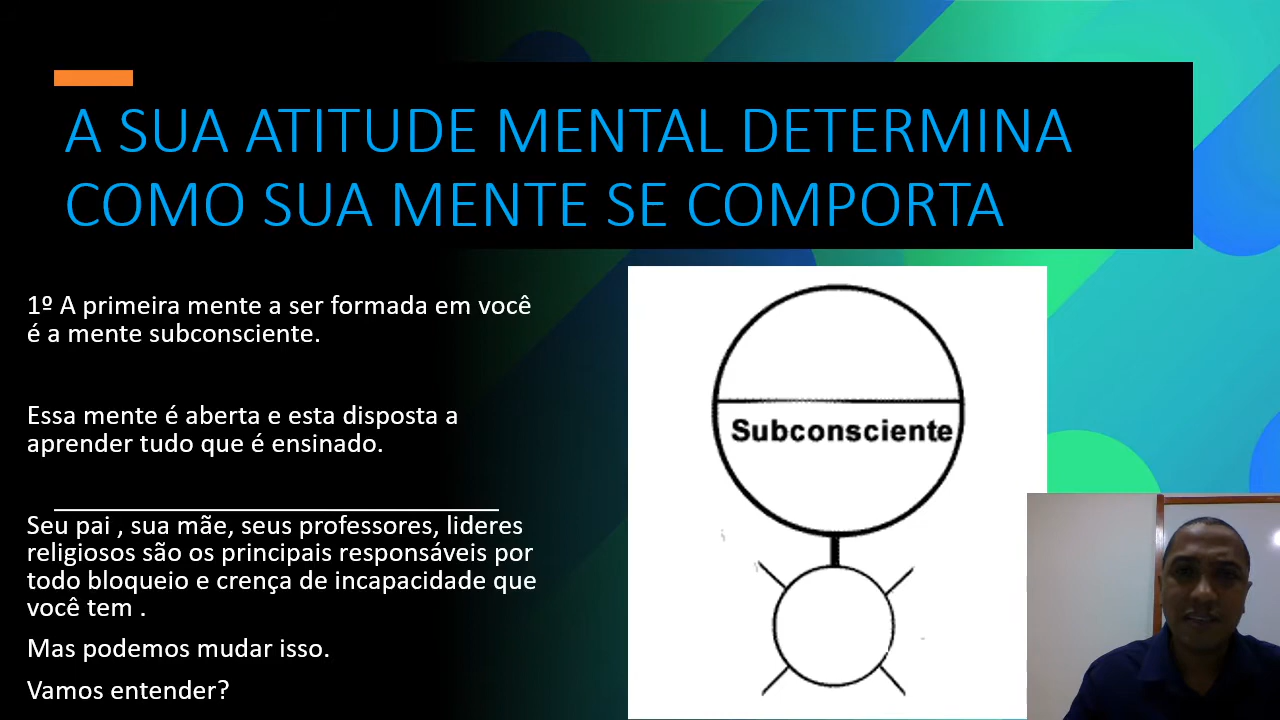 A SUA ATITUDE MENTAL DETERMINA
COMO SUA MENTE SE COMPORTA
1º A primeira mente a ser formada em você
é a mente subconsciente.
Essa mente é aberta e esta disposta a
aprender tudo que é ensinado.
Seu pai , sua mãe, seus professores, lideres
religiosos são os principais responsáveis por
todo bloqueio e crença de incapacidade que
você tem .
Mas podemos mudar isso.
Vamos entender?
Subconsciente